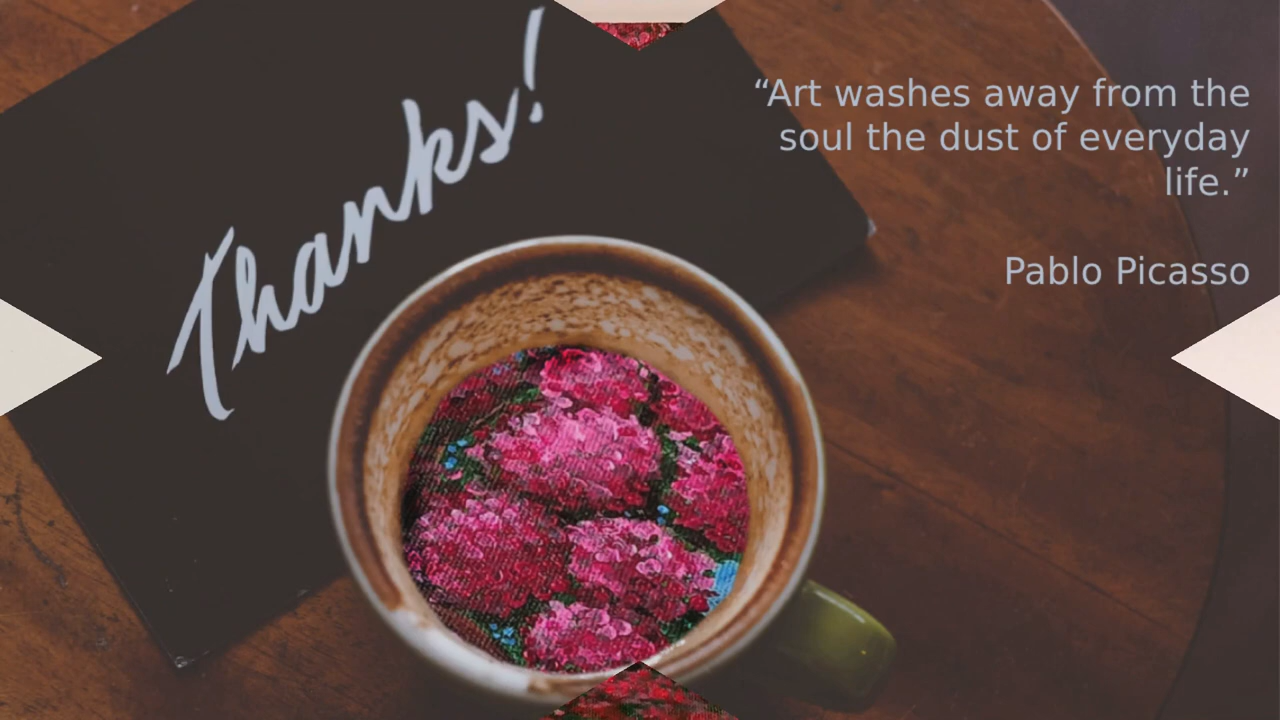 Thanks!
“Art washes away from the
soul the dust of everyday
life.”
Pablo Picasso